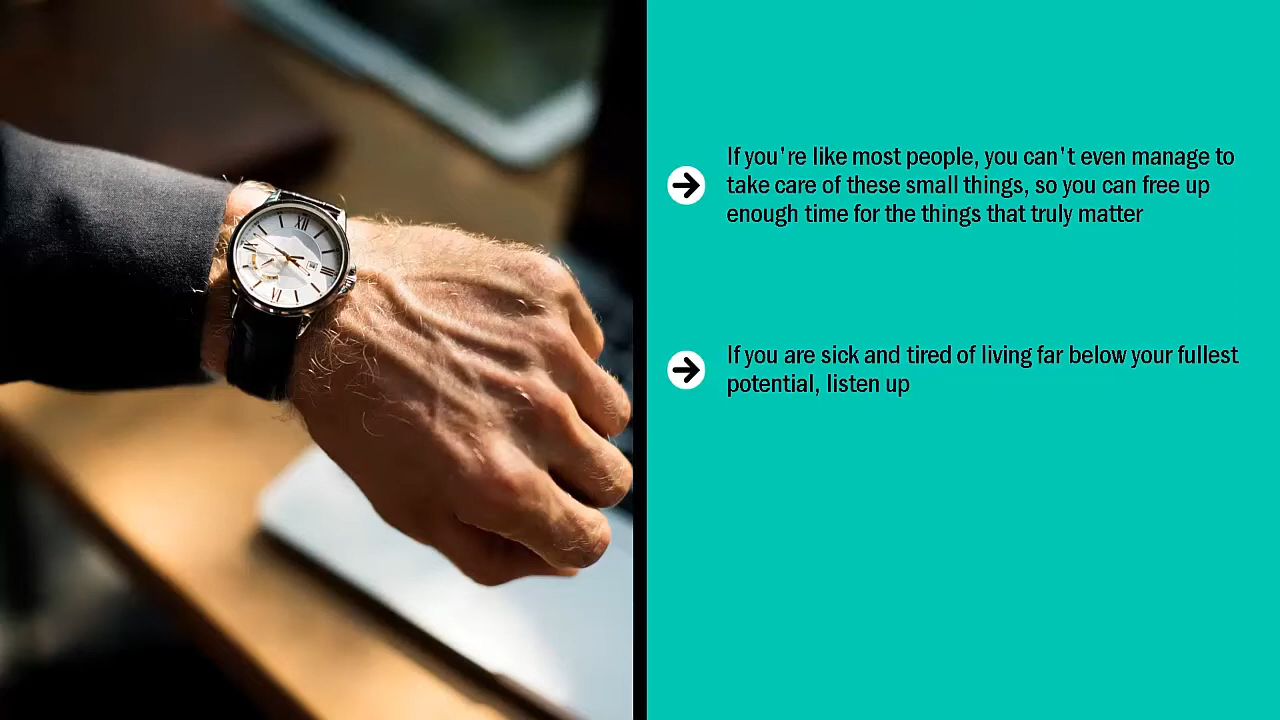 If you're like most people, you can't even manage to
take care of these small things, so you can free up
enough time for the things that truly matter
If you are sick and tired of living far below your fullest
potential, listen up